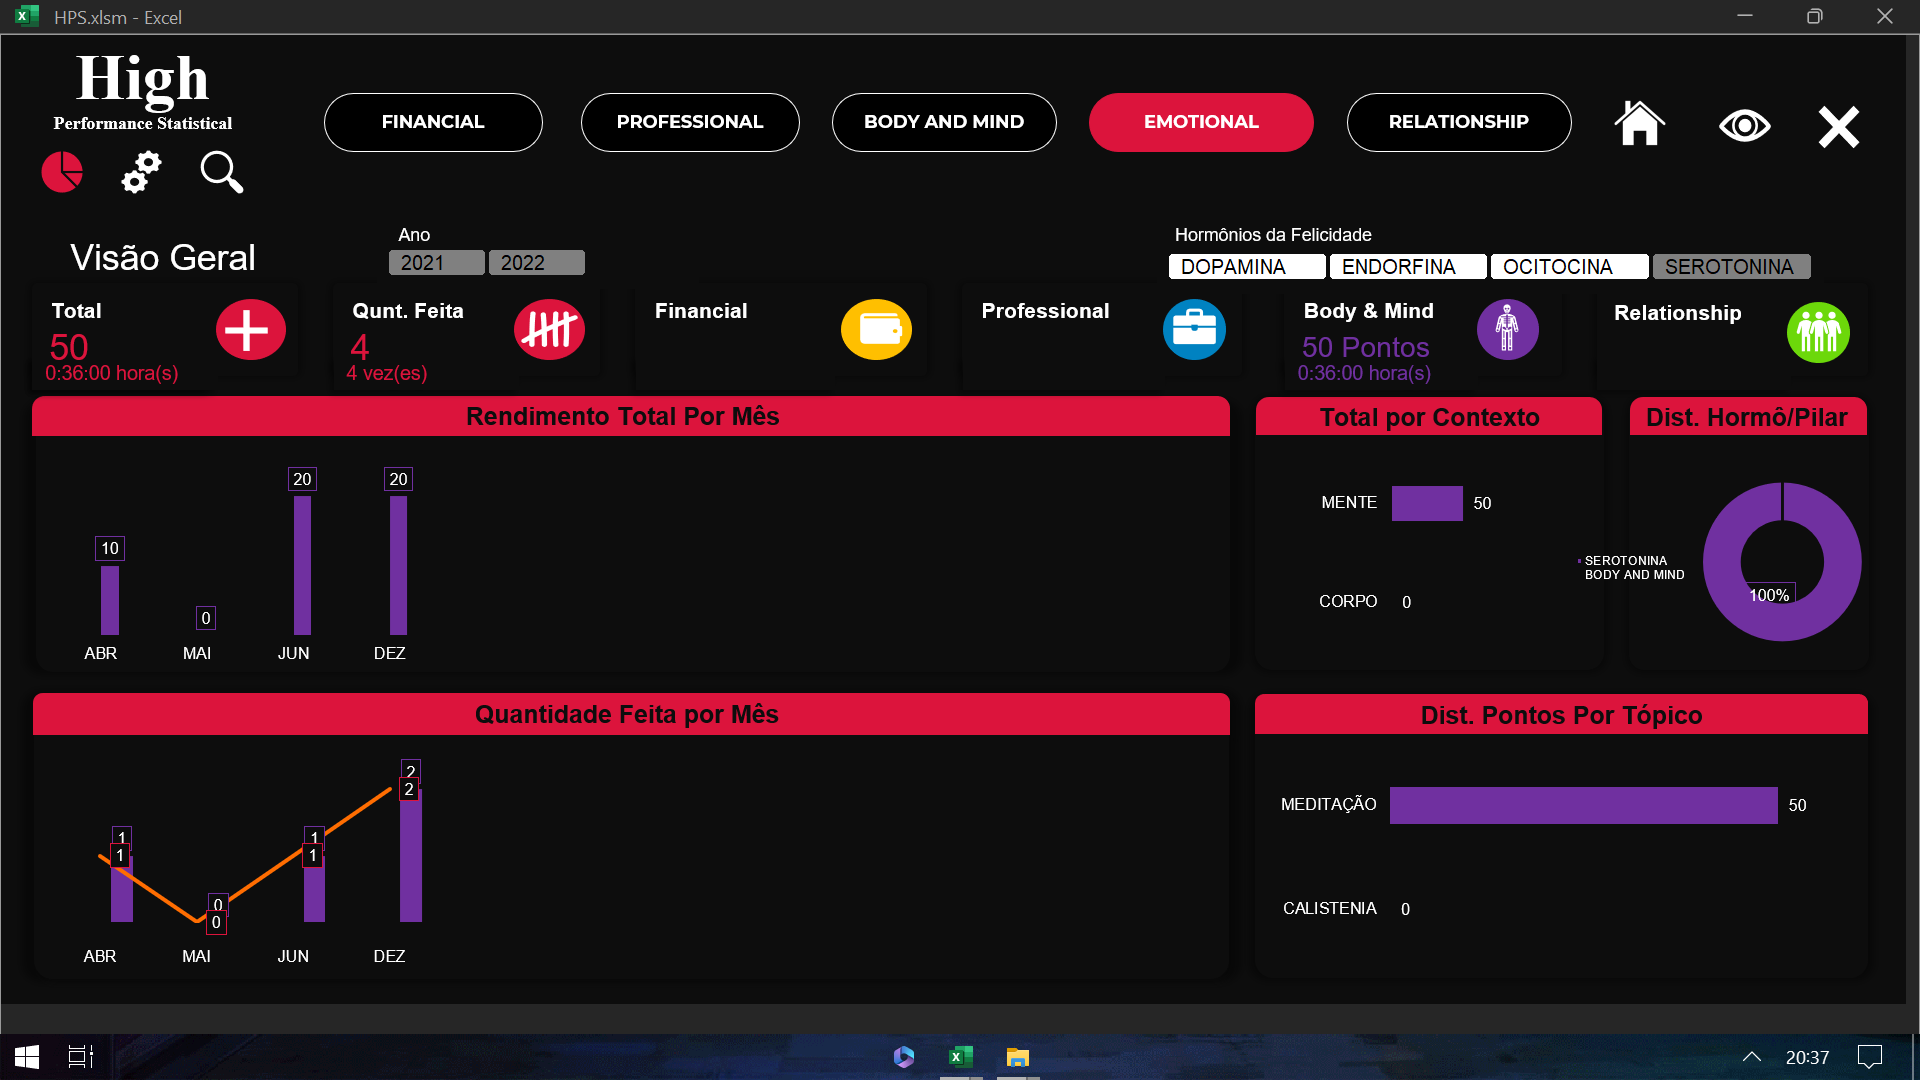 HPS.xlsm - Excel
High
Performance Statistical
FINANCIAL
PROFESSIONAL
BODY AND MIND
EMOTIONAL
RELATIONSHIP
Visão Geral
Ano
2021
2022
Hormônios da Felicidade
DOPAMINA
ENDORFINA
OCITOCINA
SEROTONINA
Total
50
0:36:00 hora(s)
Qunt. Feita
4
4 vez(es)
Financial
Professional
Body & Mind
50 Pontos
0:36:00 hora(s)
Relationship
Rendimento Total Por Mês
10
0
20
20
ABR
MAI
JUN
DEZ
Total por Contexto
MENTE
50
CORPO
0
Dist. Hormô/Pilar
SEROTONINA
BODY AND MIND
100%
Quantidade Feita por Mês
1
1
0
0
1
1
2
2
ABR
MAI
JUN
DEZ
Dist. Pontos Por Tópico
MEDITAÇÃO
50
CALISTENIA
0
20:37